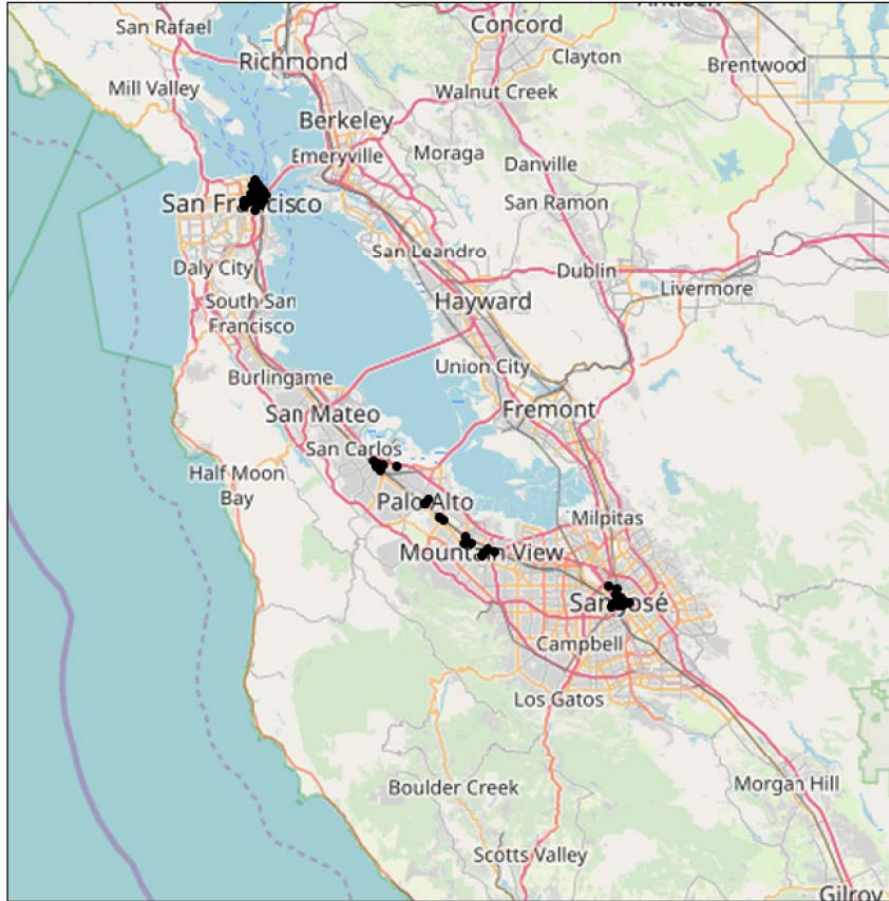 Antioch
San Rafael
Concord
Richmond
Clayton
Brentwood
Mill Valley
Walnut Creek
Berkeley
Emeryville
Moraga
Danville
San Francisco
San Ramon
San Leandro
Daly City
Dublin
Livermore
South San
Francisco
Hayward
Union City
Burlingame
San Mateo
Fremont
San Carlos
Half Moon
Bay
Palo Alto
Milpitas
Mountain View
San José
Campbell
Los Gatos
Boulder Creek
Morgan Hill
Scotts Valley
Gilroy